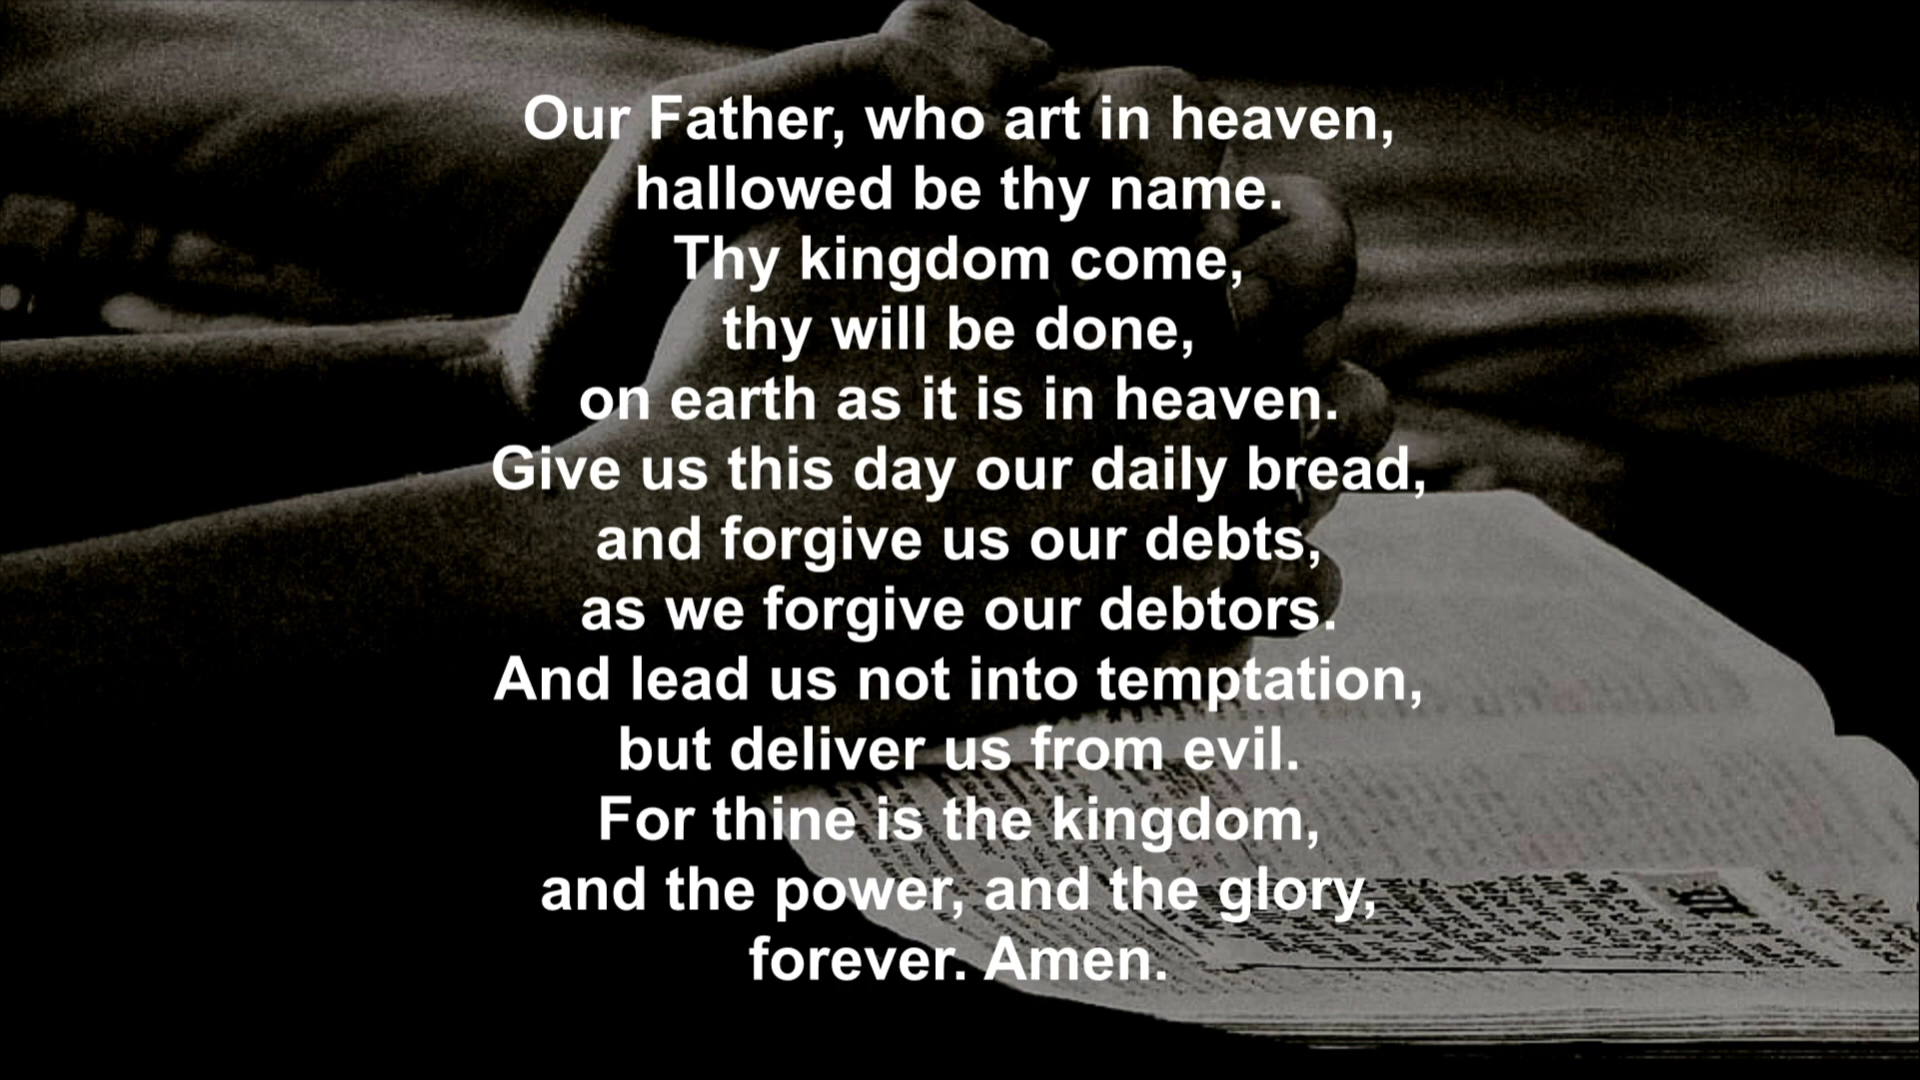 Our Father, who art in heaven,
hallowed be thy name.
Thy kingdom come,
thy will be done,
on earth as it is in heaven.
Give us this day our daily bread,
and forgive us our debts,
as we forgive our debtors.
And lead us not into temptation,
but deliver us from evil.
For thine is the kingdom,
and the power, and the glory,
forever. Amen.